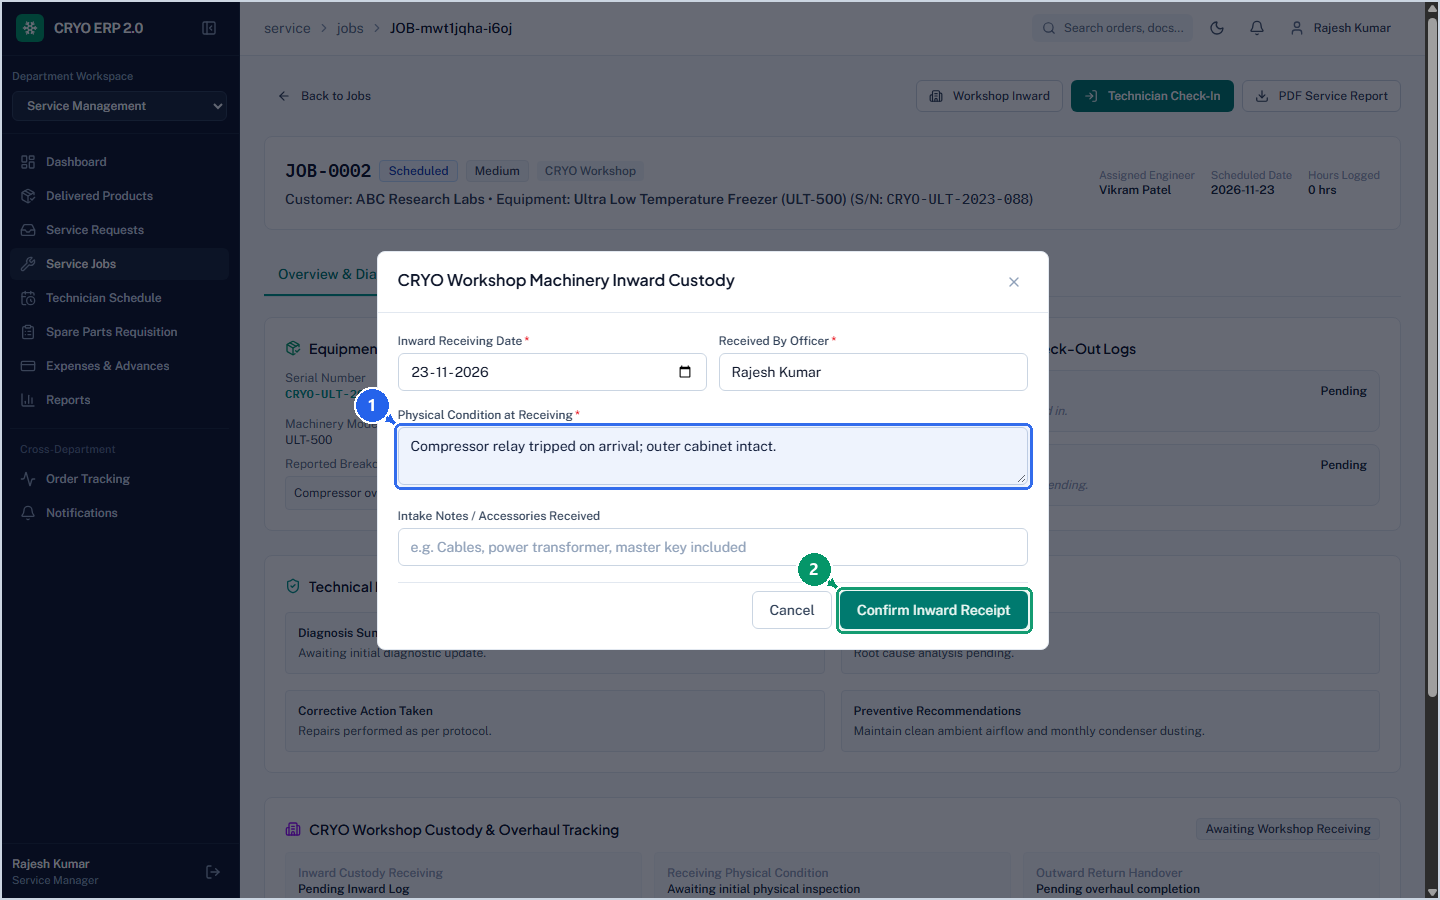 CRYO ERP 2.0
service > jobs > JOB-mwt1jqha-i6oj
Search orders, docs...
Rajesh Kumar
Department Workspace
Service Management
Dashboard
Delivered Products
Service Requests
Service Jobs
Technician Schedule
Spare Parts Requisition
Expenses & Advances
Reports
Cross-Department
Order Tracking
Notifications
Rajesh Kumar
Service Manager
Back to Jobs
Workshop Inward
Technician Check-In
PDF Service Report
JOB-0002 Scheduled Medium CRYO Workshop
Customer: ABC Research Labs • Equipment: Ultra Low Temperature Freezer (ULT-500) (S/N: CRYO-ULT-2023-088)
Assigned Engineer
Vikram Patel
Scheduled Date
2026-11-23
Hours Logged
0 hrs
Overview & Dia
Equipmen
Serial Number
CRYO-ULT-2
Machinery Mod
ULT-500
Reported Breakd
Compressor ov
ck-Out Logs
Pending
d in.
Pending
ending.
CRYO Workshop Machinery Inward Custody
Inward Receiving Date *
23-11-2026
Received By Officer *
Rajesh Kumar
1
Physical Condition at Receiving *
Compressor relay tripped on arrival; outer cabinet intact.
Intake Notes / Accessories Received
e.g. Cables, power transformer, master key included
2
Cancel
Confirm Inward Receipt
Technical
Diagnosis Sum
Awaiting initial diagnostic update.
Root cause analysis pending.
Corrective Action Taken
Repairs performed as per protocol.
Preventive Recommendations
Maintain clean ambient airflow and monthly condenser dusting.
CRYO Workshop Custody & Overhaul Tracking
Awaiting Workshop Receiving
Inward Custody Receiving
Pending Inward Log
Receiving Physical Condition
Awaiting initial physical inspection
Outward Return Handover
Pending overhaul completion